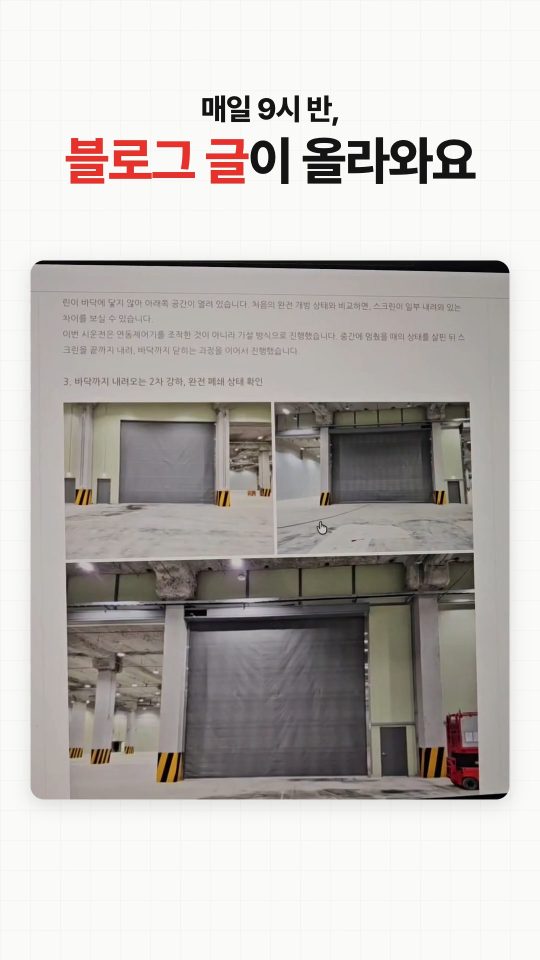 매일 9시 반,
블로그 글이 올라와요
린이 바닥에 닿지 않아 아래쪽 공간이 열려 있습니다. 처음의 완전 개방 상태와 비교하면, 스크린이 일부 내려와 있는
차이를 보실 수 있습니다.
이번 시운전은 연동제어기를 조작한 것이 아니라 가설 방식으로 진행했습니다. 중간에 멈췄을 때의 상태를 살핀 뒤 스
크린을 끝까지 내려, 바닥까지 닫히는 과정을 이어서 진행했습니다.
3. 바닥까지 내려오는 2차 강하, 완전 폐쇄 상태 확인